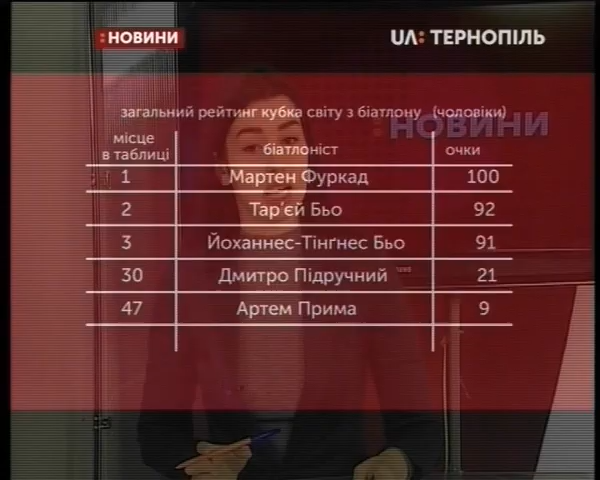 :НОВИНИ
UA: ТЕРНОПІЛЬ
загальний рейтинг кубка світу з біатлону (чоловіки)
НОВИНИ
місце в таблиці біатлоніст очки
1 Мартен Фуркад 100
2 Тар'єй Бьо 92
3 Йоханнес-Тінґнес Бьо 91
30 Дмитро Підручний 21
47 Артем Прима 9